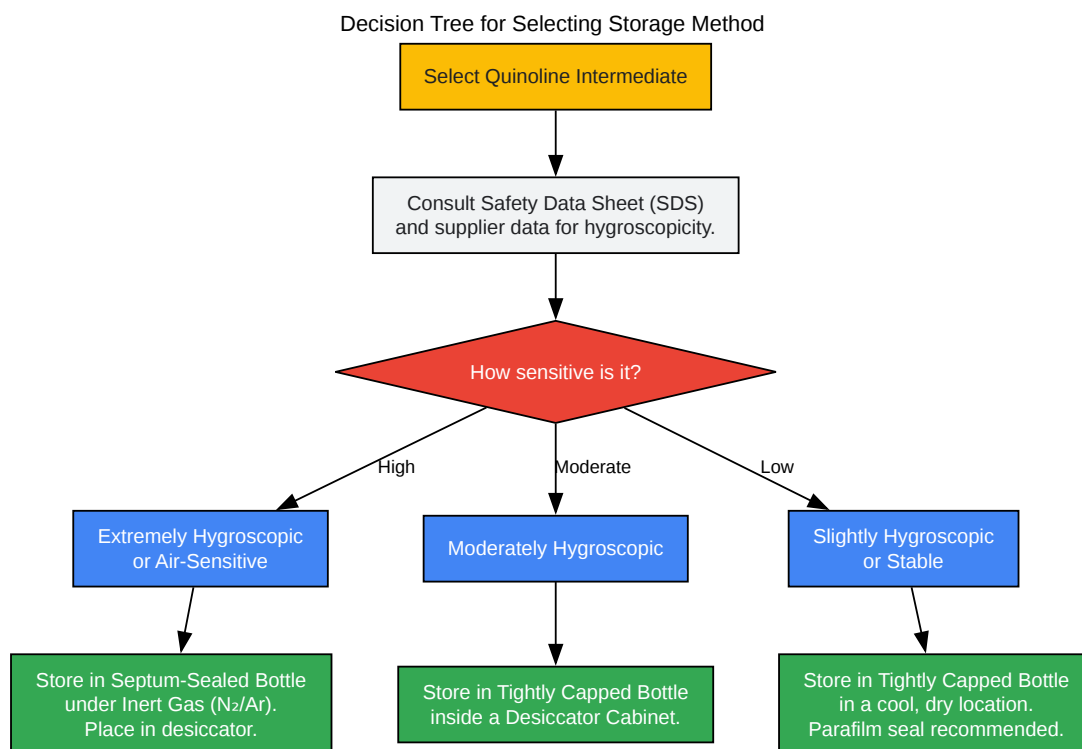 Decision Tree for Selecting Storage Method
Select Quinoline Intermediate
Consult Safety Data Sheet (SDS)
and supplier data for hygroscopicity.
How sensitive is it?
High
Moderate
Low
Extremely Hygroscopic
or Air-Sensitive
Moderately Hygroscopic
Slightly Hygroscopic
or Stable
Store in Septum-Sealed Bottle
under Inert Gas (N₂/Ar).
Place in desiccator.
Store in Tightly Capped Bottle
inside a Desiccator Cabinet.
Store in Tightly Capped Bottle
in a cool, dry location.
Parafilm seal recommended.